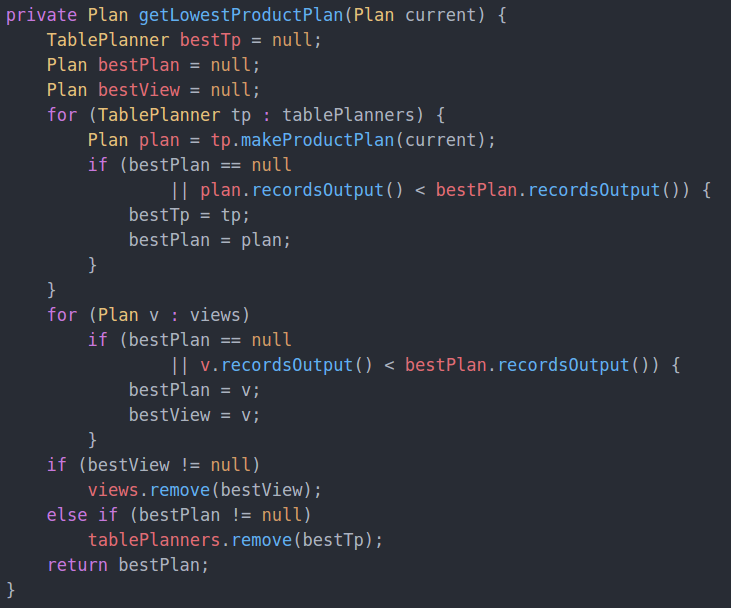 private Plan getLowestProductPlan(Plan current) {
    TablePlanner bestTp = null;
    Plan bestPlan = null;
    Plan bestView = null;
    for (TablePlanner tp : tablePlanners) {
        Plan plan = tp.makeProductPlan(current);
        if (bestPlan == null
                || plan.recordsOutput() < bestPlan.recordsOutput()) {
            bestTp = tp;
            bestPlan = plan;
        }
    }
    for (Plan v : views)
        if (bestPlan == null
                || v.recordsOutput() < bestPlan.recordsOutput()) {
            bestPlan = v;
            bestView = v;
        }
    if (bestView != null)
        views.remove(bestView);
    else if (bestPlan != null)
        tablePlanners.remove(bestTp);
    return bestPlan;
}